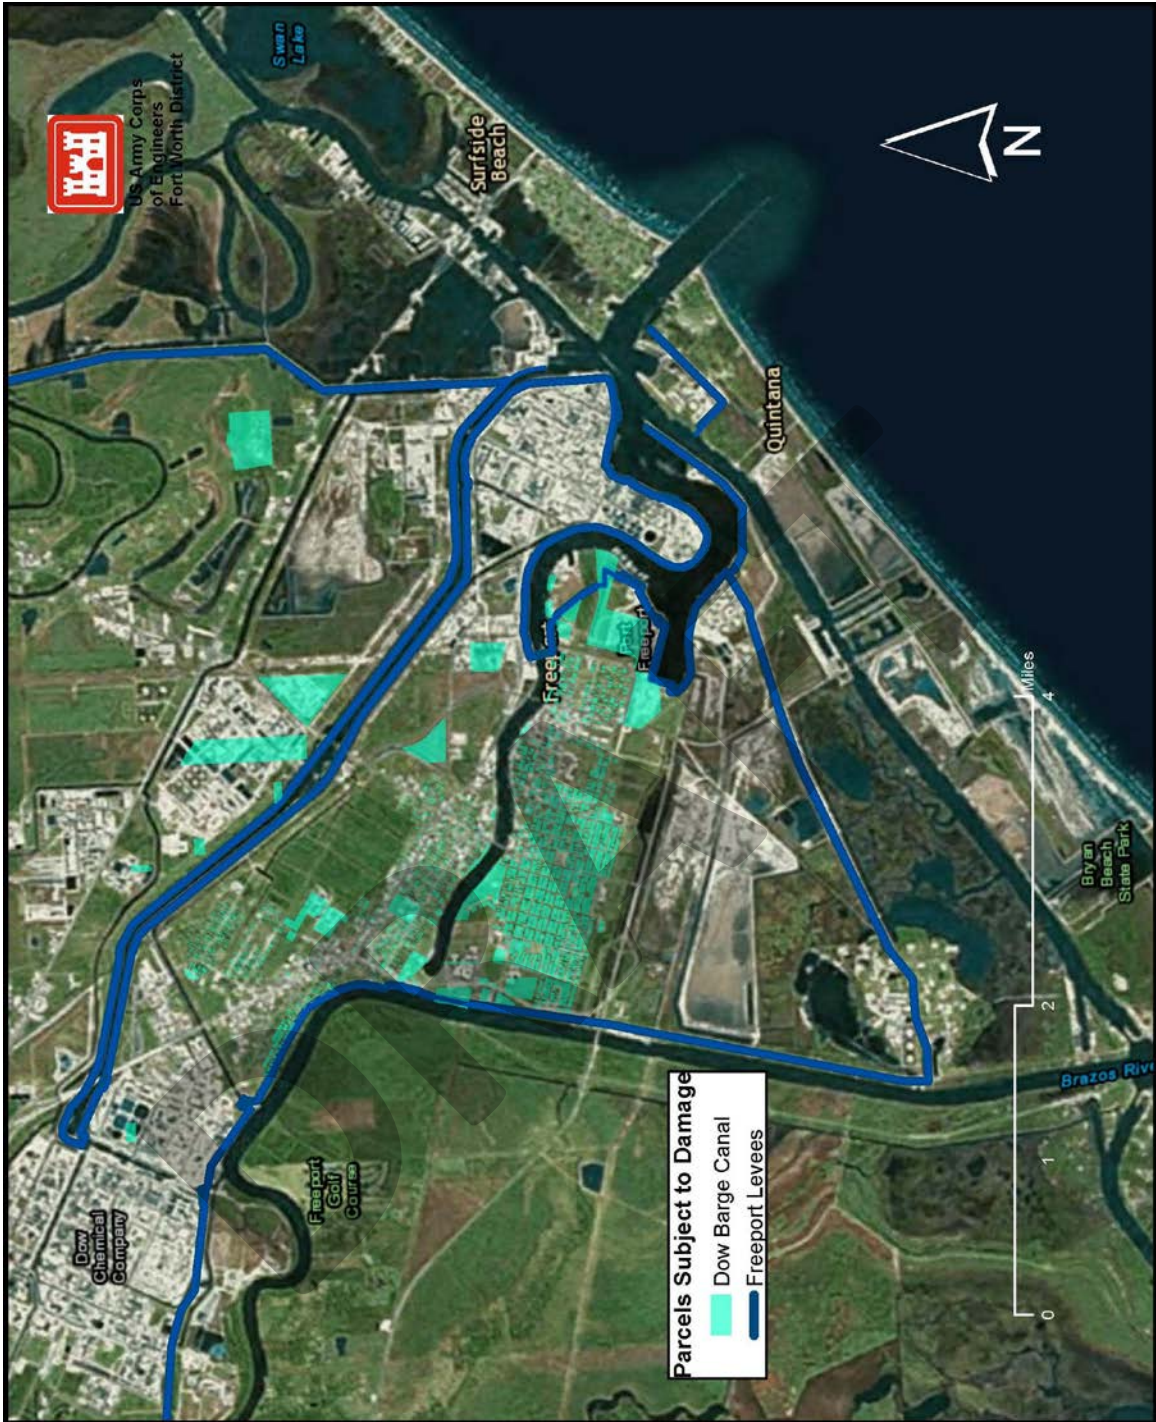 US Army Corps
of Engineers
Fort Worth District
Swan
Lake
Surfside
Beach
Quintana
Freeport
Port
Freeport
Dow
Chemical
Company
Freeport
Golf
Course
Bryan
Beach
State Park
Brazos Rive
N
Parcels Subject to Damage
Dow Barge Canal
Freeport Levees
0
1
2
4
Miles